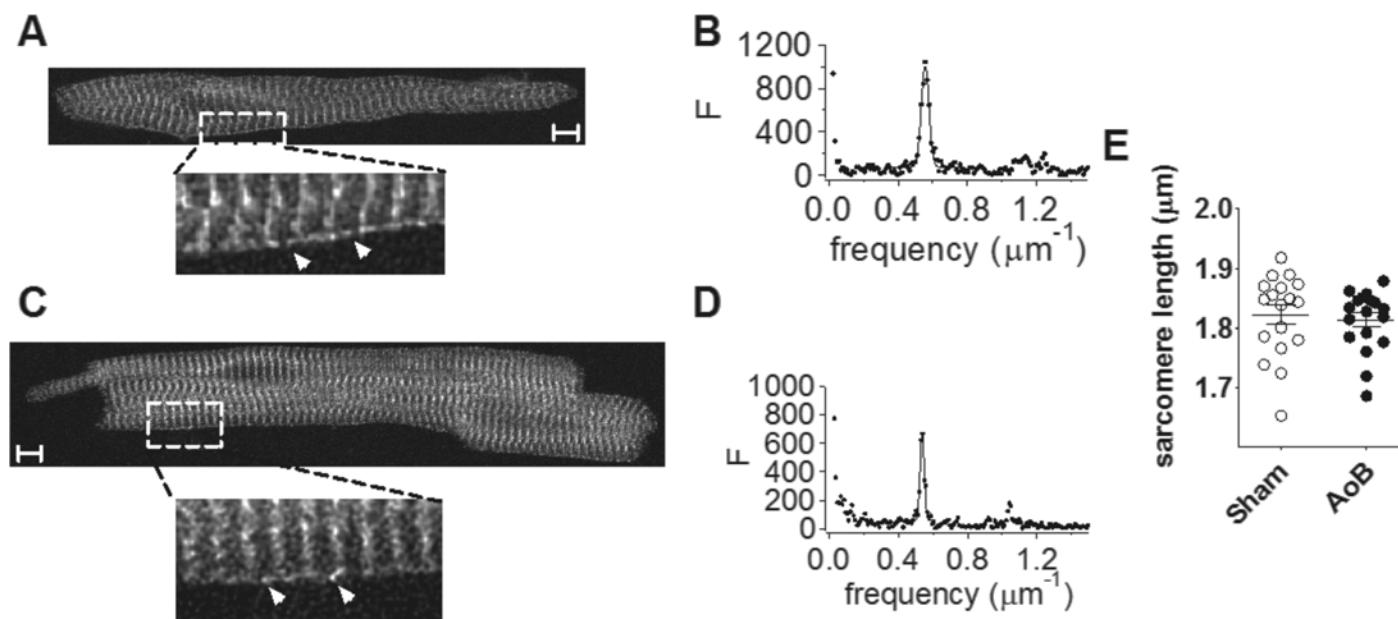 A
B
1200
800
400
0
F
0.0 0.4 0.8 1.2
frequency (μm⁻¹)
C
D
1000
800
600
400
200
0
F
0.0 0.4 0.8 1.2
frequency (μm⁻¹)
E
2.0
1.9
1.8
1.7
sarcomere length (μm)
Sham
AoB